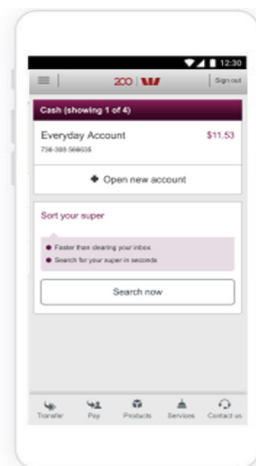 12:30
200
Sign out
Cash (showing 1 of 4)
Everyday Account $11.53
Open new account
Sort your super
Faster than clearing your inbox
Search for your super in seconds
Search now
Transfer Pay Products Services Contact us